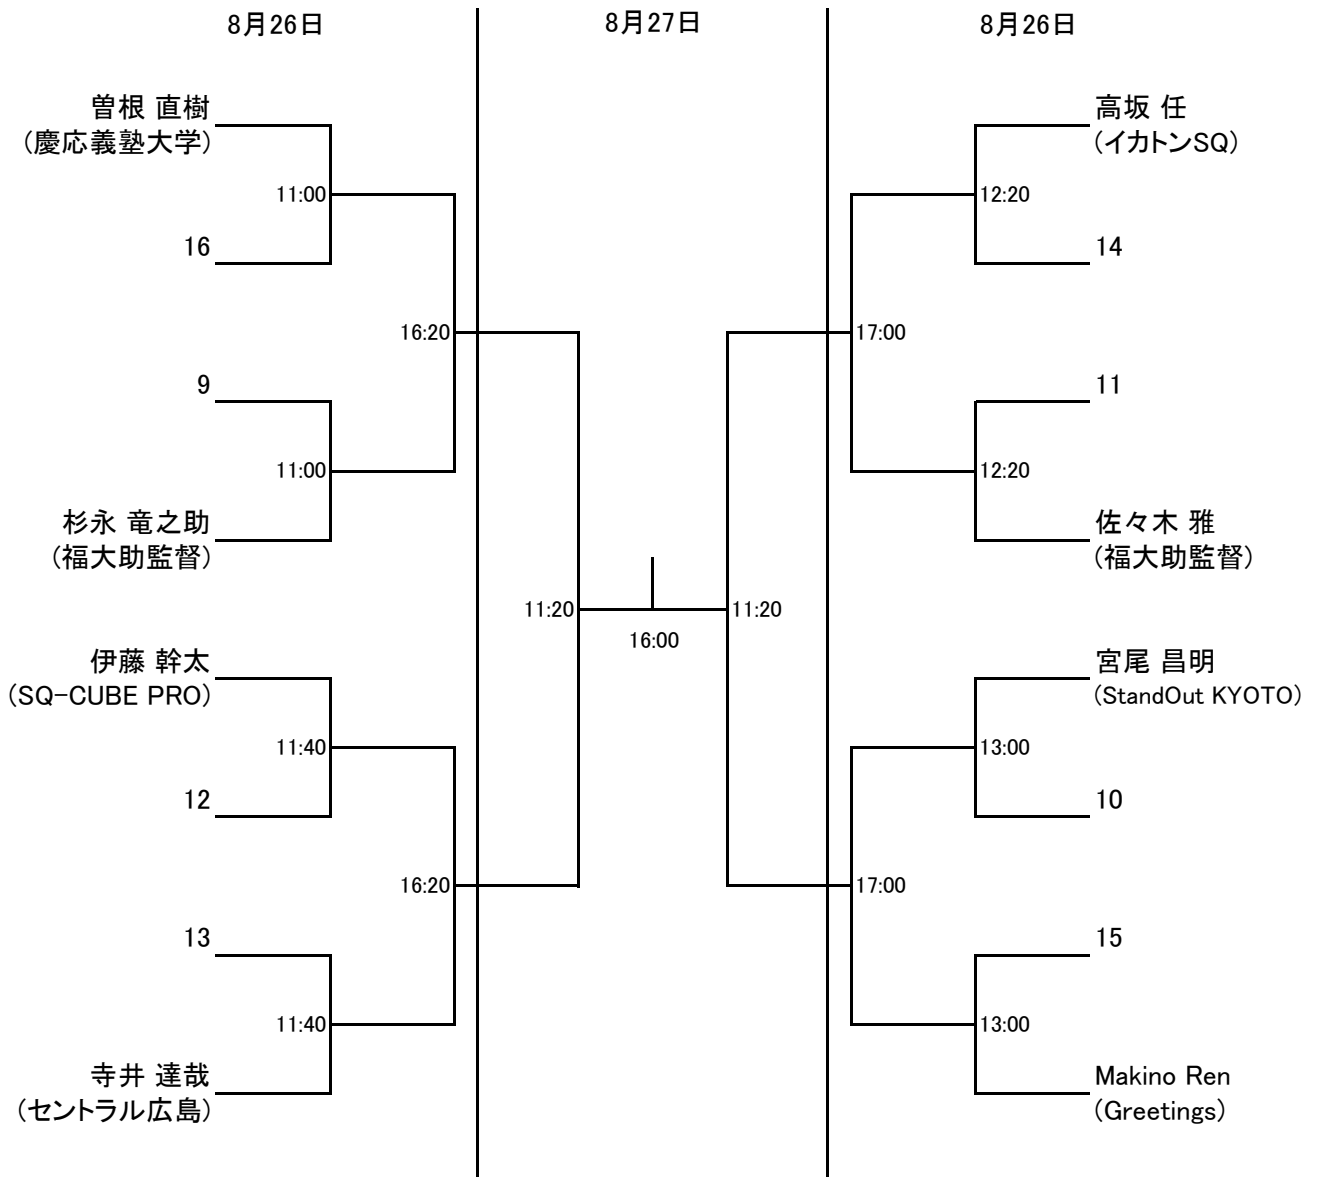 8月26日
8月27日
8月26日
曽根 直樹
(慶応義塾大学)
11:00
16
16:20
9
11:00
杉永 竜之助
(福大助監督)
伊藤 幹太
(SQ-CUBE PRO)
11:40
12
16:20
13
11:40
寺井 達哉
(セントラル広島)
11:20
16:00
11:20
高坂 任
(イカトンSQ)
12:20
14
17:00
11
12:20
佐々木 雅
(福大助監督)
宮尾 昌明
(StandOut KYOTO)
13:00
10
17:00
15
13:00
Makino Ren
(Greetings)